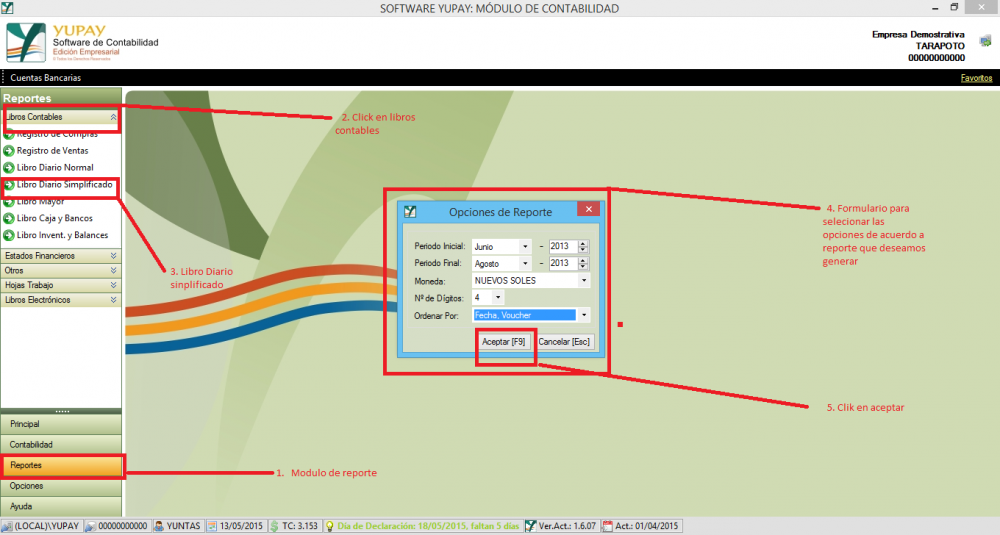 SOFTWARE YUPAY: MÓDULO DE CONTABILIDAD
YUPAY
Software de Contabilidad
Edición Empresarial
© Todos los Derechos Reservados
Empresa Demostrativa
TARAPOTO
00000000000
Cuentas Bancarias
Favoritos
Reportes
Libros Contables
Registro de Compras
Registro de Ventas
Libro Diario Normal
Libro Diario Simplificado
Libro Mayor
Libro Caja y Bancos
Libro Invent. y Balances
Estados Financieros
Otros
Hojas Trabajo
Libros Electrónicos
2. Click en libros
contables
3. Libro Diario
sinplificado
Opciones de Reporte
Periodo Inicial: Junio - 2013
Periodo Final: Agosto - 2013
Moneda: NUEVOS SOLES
Nº de Dígitos: 4
Ordenar Por: Fecha, Voucher
Aceptar [F9] Cancelar [Esc]
4. Formulario para
selecionar las
opciones de acuerdo a
reporte que deseamos
generar
5. Clik en aceptar
Principal
Contabilidad
Reportes
Opciones
Ayuda
1. Modulo de reporte
(LOCAL)\YUPAY 00000000000 YUNTAS 13/05/2015 TC: 3.153 Día de Declaración: 18/05/2015, faltan 5 días Ver.Act.: 1.6.07 Act.: 01/04/2015